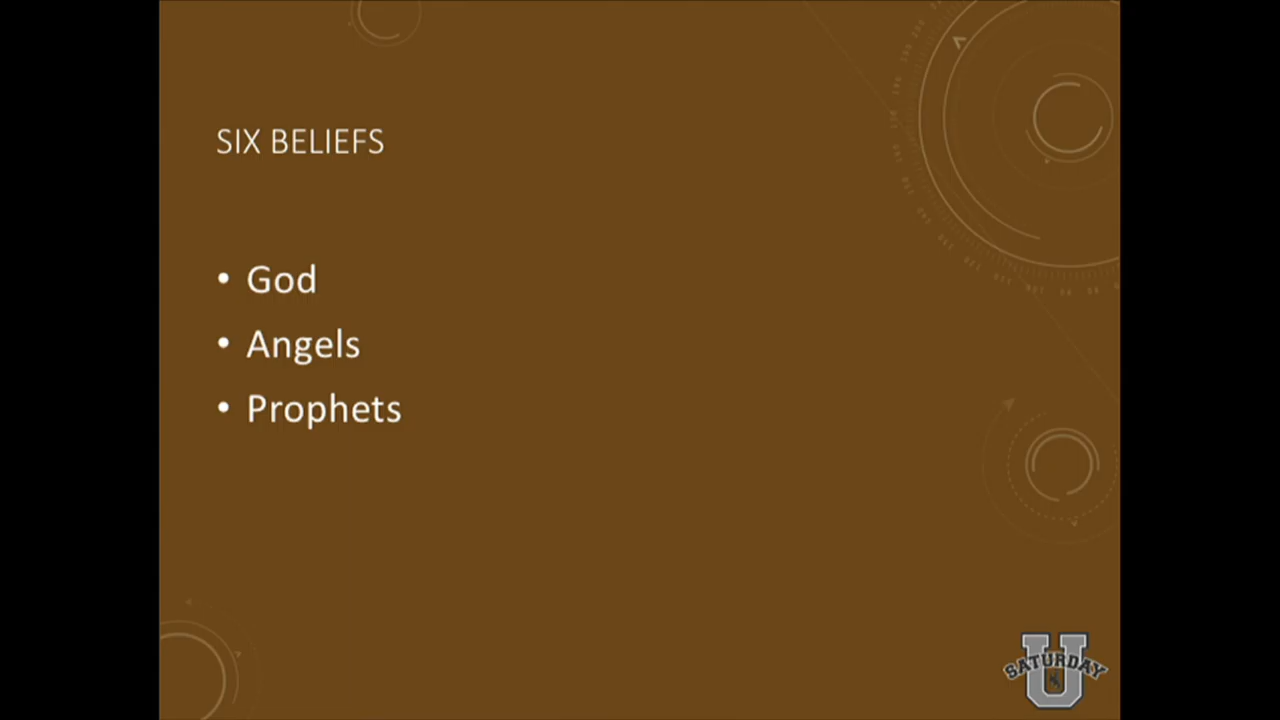 SIX BELIEFS
• God
• Angels
• Prophets
SATURDAY
U